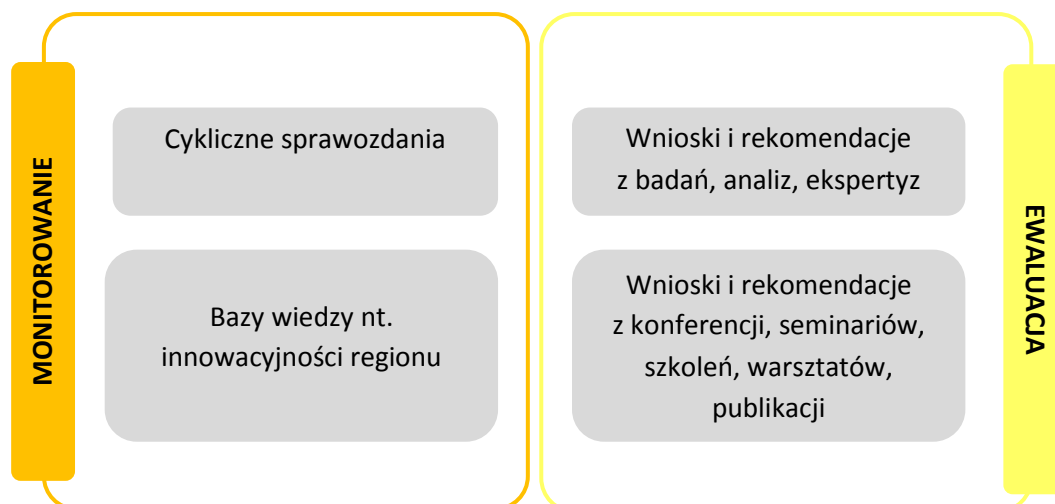 MONITOROWANIE
Cykliczne sprawozdania
Bazy wiedzy nt.
innowacyjności regionu
Wnioski i rekomendacje
z badań, analiz, ekspertyz
Wnioski i rekomendacje
z konferencji, seminariów,
szkoleń, warsztatów,
publikacji
EWALUACJA